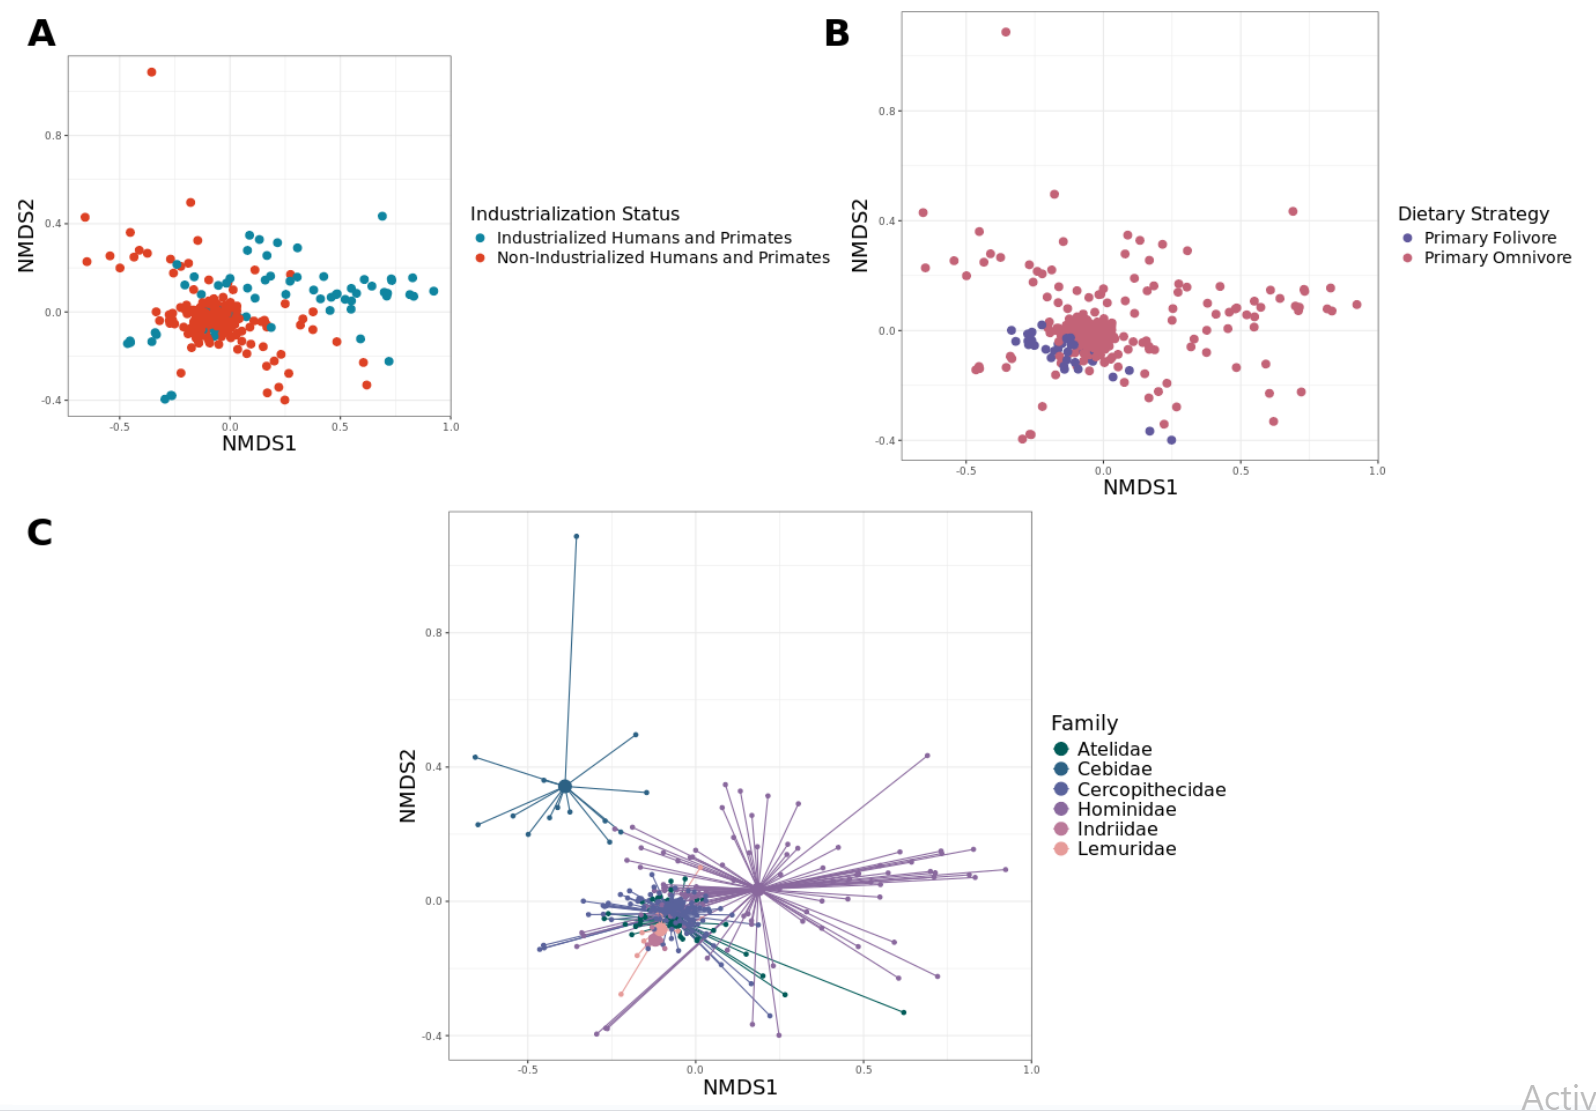 A
NMDS2
0.8
0.4
0.0
-0.4
-0.5
0.0
0.5
1.0
NMDS1
Industrialization Status
Industrialized Humans and Primates
Non-Industrialized Humans and Primates
B
NMDS2
0.8
0.4
0.0
-0.4
-0.5
0.0
0.5
1.0
NMDS1
Dietary Strategy
Primary Folivore
Primary Omnivore
C
NMDS2
0.8
0.4
0.0
-0.4
-0.5
0.0
0.5
1.0
NMDS1
Family
Atelidae
Cebidae
Cercopithecidae
Hominidae
Indriidae
Lemuridae
Activ